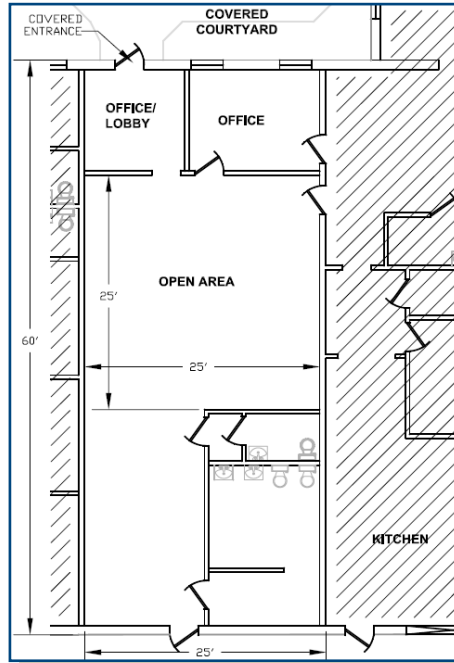 COVERED
ENTRANCE
COVERED
COURTYARD
OFFICE/
LOBBY
OFFICE
OPEN AREA
25'
60'
25'
KITCHEN
25'